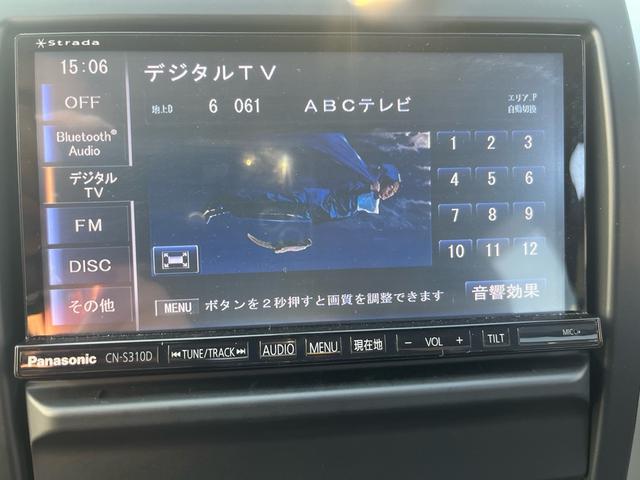 Strada
15:06
デジタルTV
OFF
地上D 6 061 ABCテレビ
エリア.P
自動切換
Bluetooth®
Audio
1 2 3
デジタル
TV
4 5 6
FM
7 8 9
DISC
10 11 12
その他
MENU ボタンを2秒押すと画質を調整できます
音響効果
Panasonic CN-S310D TUNE/TRACK AUDIO MENU 現在地 − VOL + TILT MIC